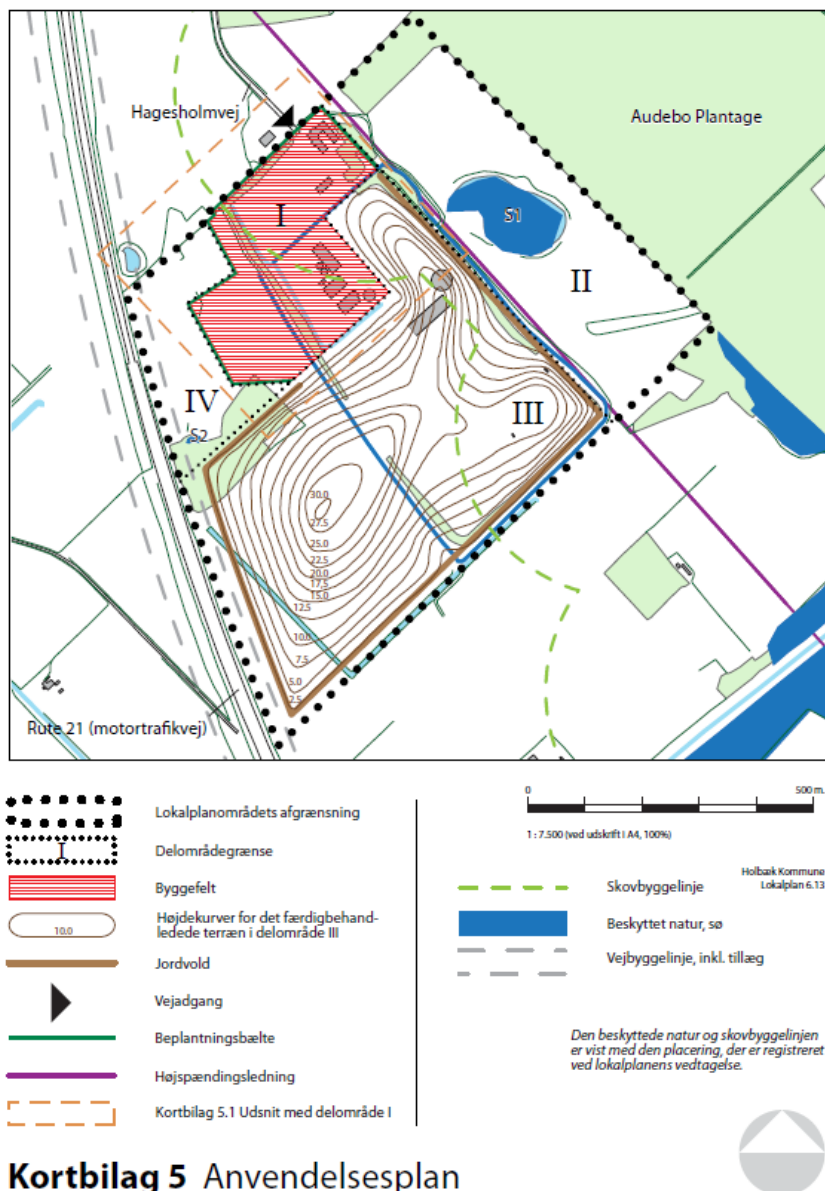 Hagesholmvej
Audebo Plantage
S1
I
II
III
IV
S2
30.0
27.5
25.0
22.5
20.0
17.5
15.0
12.5
10.0
7.5
5.0
2.5
Rute 21 (motortrafikvej)
Lokalplanområdets afgrænsning
I
Delområdegrænse
Byggefelt
10.0
Højdekurver for det færdigbehand-
ledede terræn i delområde III
Jordvold
Vejadgang
Beplantningsbælte
Højspændingsledning
Kortbilag 5.1 Udsnit med delområde I
0
500 m.
1 : 7.500 (ved udskrift i A4, 100%)
Holbæk Kommune
Lokalplan 6.13
Skovbyggelinje
Beskyttet natur, sø
Vejbyggelinje, inkl. tillæg
Den beskyttede natur og skovbyggelinjen
er vist med den placering, der er registreret
ved lokalplanens vedtagelse.
Kortbilag 5 Anvendelsesplan